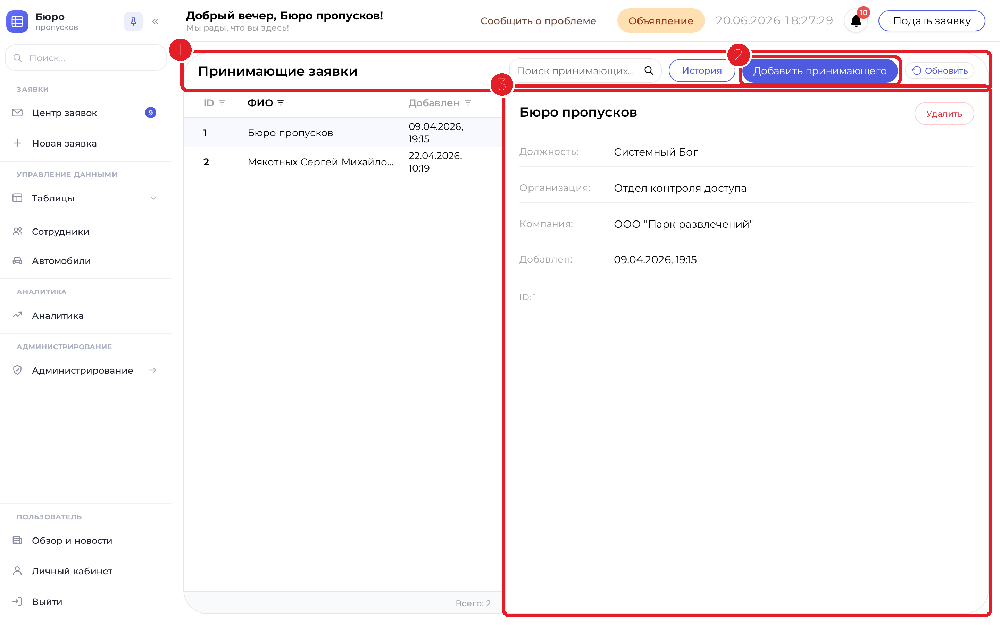 Бюро
пропусков
Поиск...
ЗАЯВКИ
Центр заявок 9
Новая заявка
УПРАВЛЕНИЕ ДАННЫМИ
Таблицы
Сотрудники
Автомобили
АНАЛИТИКА
Аналитика
АДМИНИСТРИРОВАНИЕ
Администрирование
ПОЛЬЗОВАТЕЛЬ
Обзор и новости
Личный кабинет
Выйти
Добрый вечер, Бюро пропусков!
Мы рады, что вы здесь!
Сообщить о проблеме
Объявление
20.06.2026 18:27:29
10
Подать заявку
1
2
3
Принимающие заявки
Поиск принимающих...
История
Добавить принимающего
Обновить
ID ФИО Добавлен
1 Бюро пропусков 09.04.2026,
19:15
2 Мякотных Сергей Михайло... 22.04.2026,
10:19
Всего: 2
Бюро пропусков
Удалить
Должность: Системный Бог
Организация: Отдел контроля доступа
Компания: ООО "Парк развлечений"
Добавлен: 09.04.2026, 19:15
ID: 1